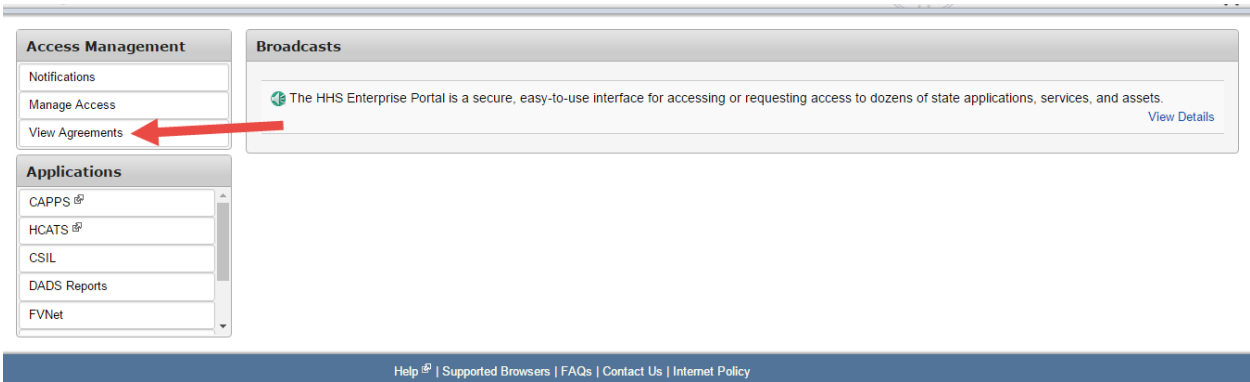 Access Management
Notifications
Manage Access
View Agreements
Applications
CAPPS
HCATS
CSIL
DADS Reports
FVNet
Broadcasts
The HHS Enterprise Portal is a secure, easy-to-use interface for accessing or requesting access to dozens of state applications, services, and assets.
View Details
Help | Supported Browsers | FAQs | Contact Us | Internet Policy